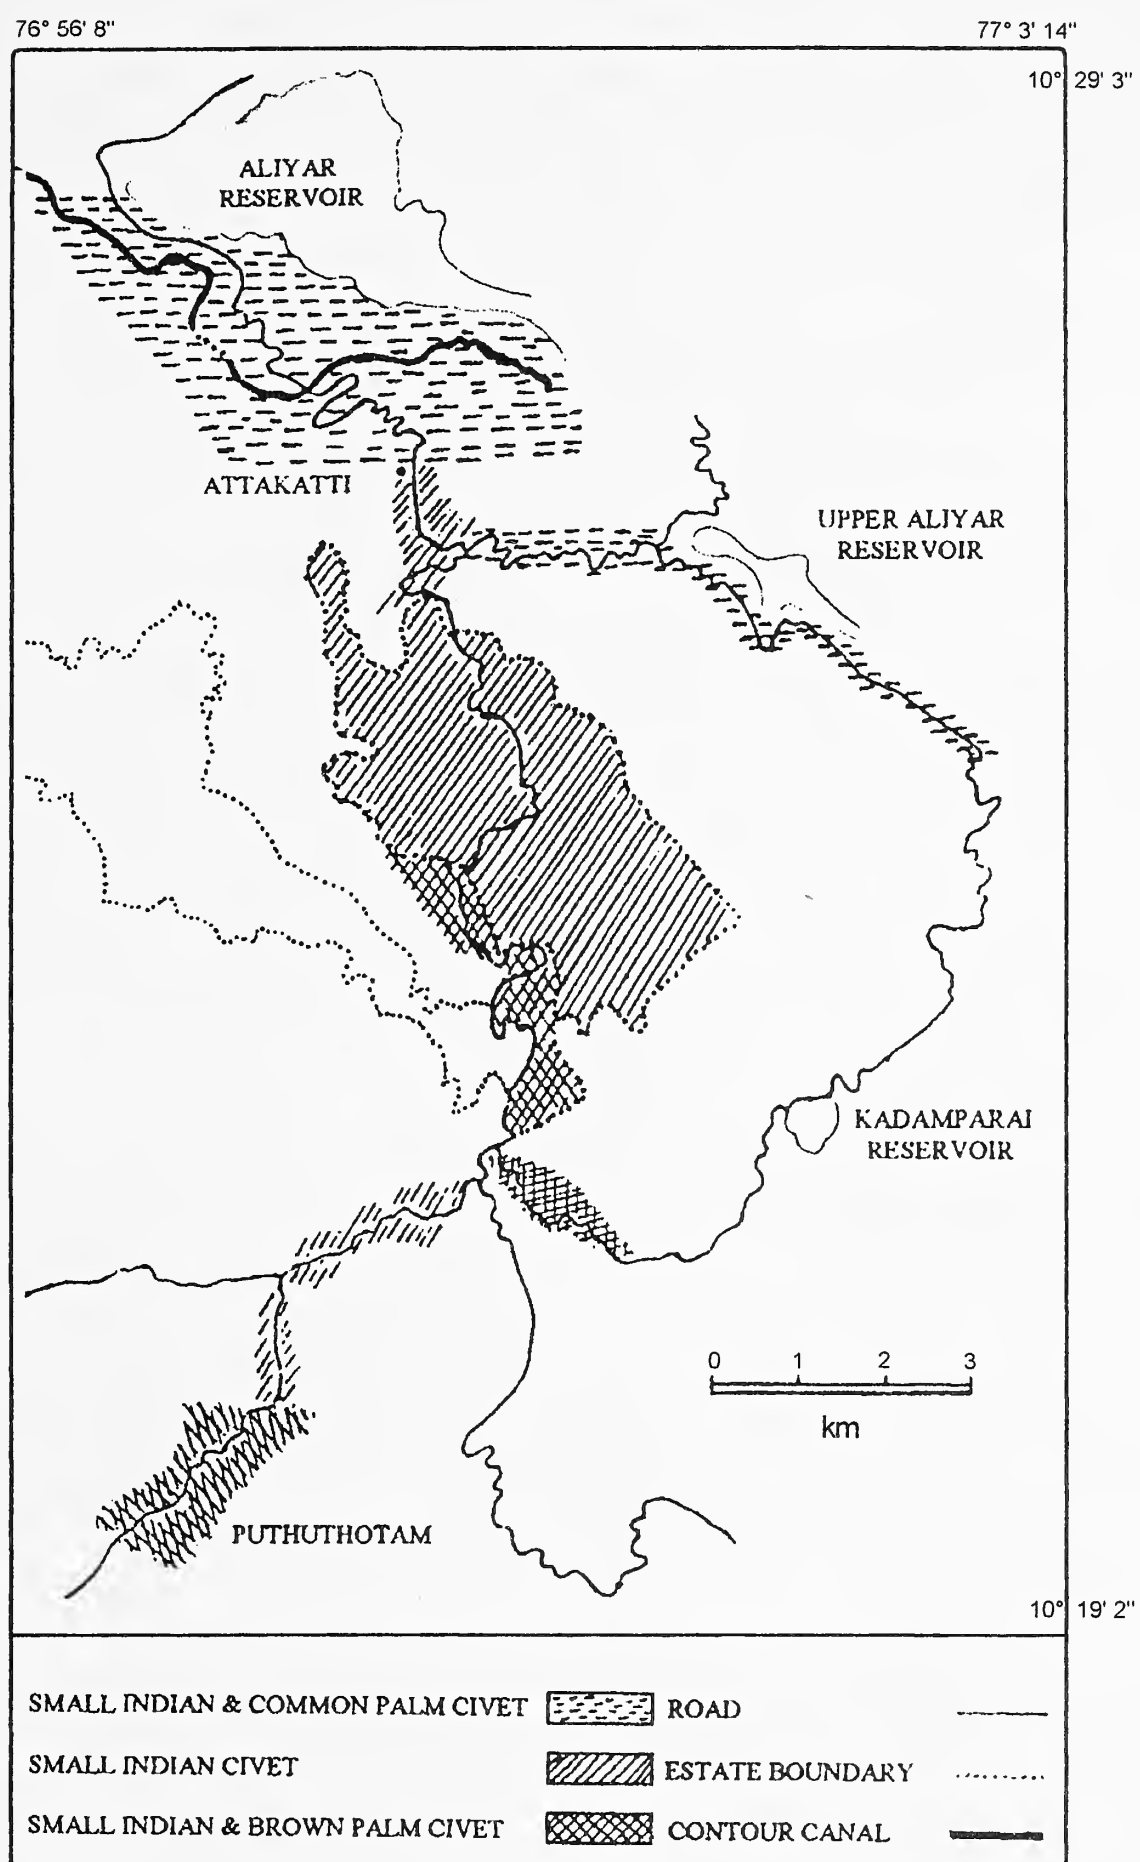 76° 56' 8"
77° 3' 14"
10° 29' 3"
ALIYAR
RESERVOIR
ATTAKATTI
UPPER ALIYAR
RESERVOIR
KADAMPARAI
RESERVOIR
0 1 2 3
km
PUTHUTHOTAM
10° 19' 2"
SMALL INDIAN & COMMON PALM CIVET
ROAD
SMALL INDIAN CIVET
ESTATE BOUNDARY
SMALL INDIAN & BROWN PALM CIVET
CONTOUR CANAL